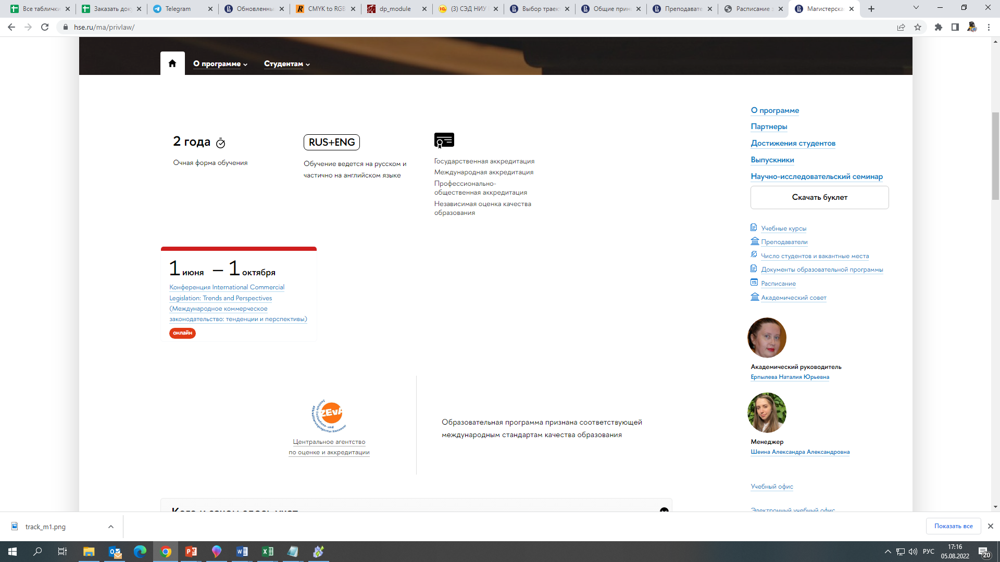 Все таблички
Заказать док
Telegram
Обновленны
CMYK to RGB
dp_module
(3) СЭД НИУ
Выбор траек
Общие прин
Преподавате
Расписание з
Магистерска
hse.ru/ma/privlaw/
О программе
Студентам
2 года
Очная форма обучения
RUS+ENG
Обучение ведется на русском и
частично на английском языке
Государственная аккредитация
Международная аккредитация
Профессионально-
общественная аккредитация
Независимая оценка качества
образования
1 июня – 1 октября
Конференция International Commercial
Legislation: Trends and Perspectives
(Международное коммерческое
законодательство: тенденции и перспективы)
онлайн
ZEvA
Zentrale Evaluations- und
Akkreditierungsagentur Hannover
Центральное агентство
по оценке и аккредитации
Образовательная программа признана соответствующей
международным стандартам качества образования
О программе
Партнеры
Достижения студентов
Выпускники
Научно-исследовательский семинар
Скачать буклет
Учебные курсы
Преподаватели
Число студентов и вакантные места
Документы образовательной программы
15
Расписание
Академический совет
Академический руководитель
Ерпылева Наталия Юрьевна
Менеджер
Шеина Александра Александровна
Учебный офис
Электронный учебный офис
track_m1.png
Показать все
РУС
17:16
05.08.2022
20